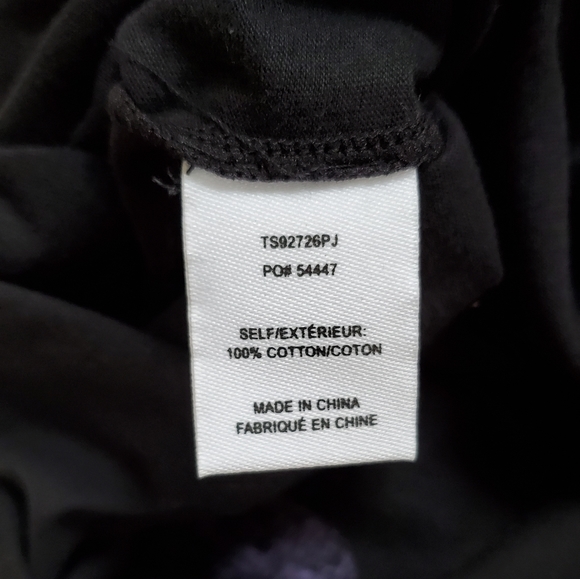 TS92726PJ
PO# 54447
SELF/EXTÉRIEUR:
100% COTTON/COTON
MADE IN CHINA
FABRIQUÉ EN CHINE